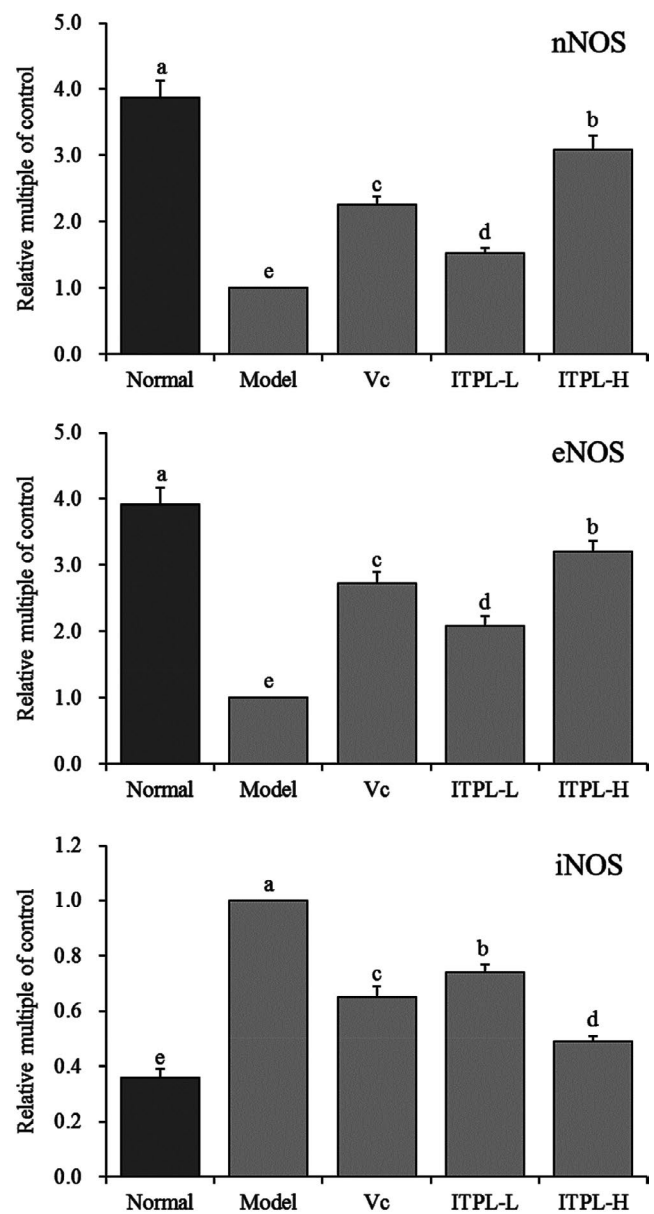 nNOS
Relative multiple of control
5.0
4.0
3.0
2.0
1.0
0.0
a
e
c
d
b
Normal Model Vc ITPL-L ITPL-H
eNOS
Relative multiple of control
5.0
4.0
3.0
2.0
1.0
0.0
a
e
c
d
b
Normal Model Vc ITPL-L ITPL-H
iNOS
Relative multiple of control
1.2
1.0
0.8
0.6
0.4
0.2
0.0
e
a
c
b
d
Normal Model Vc ITPL-L ITPL-H